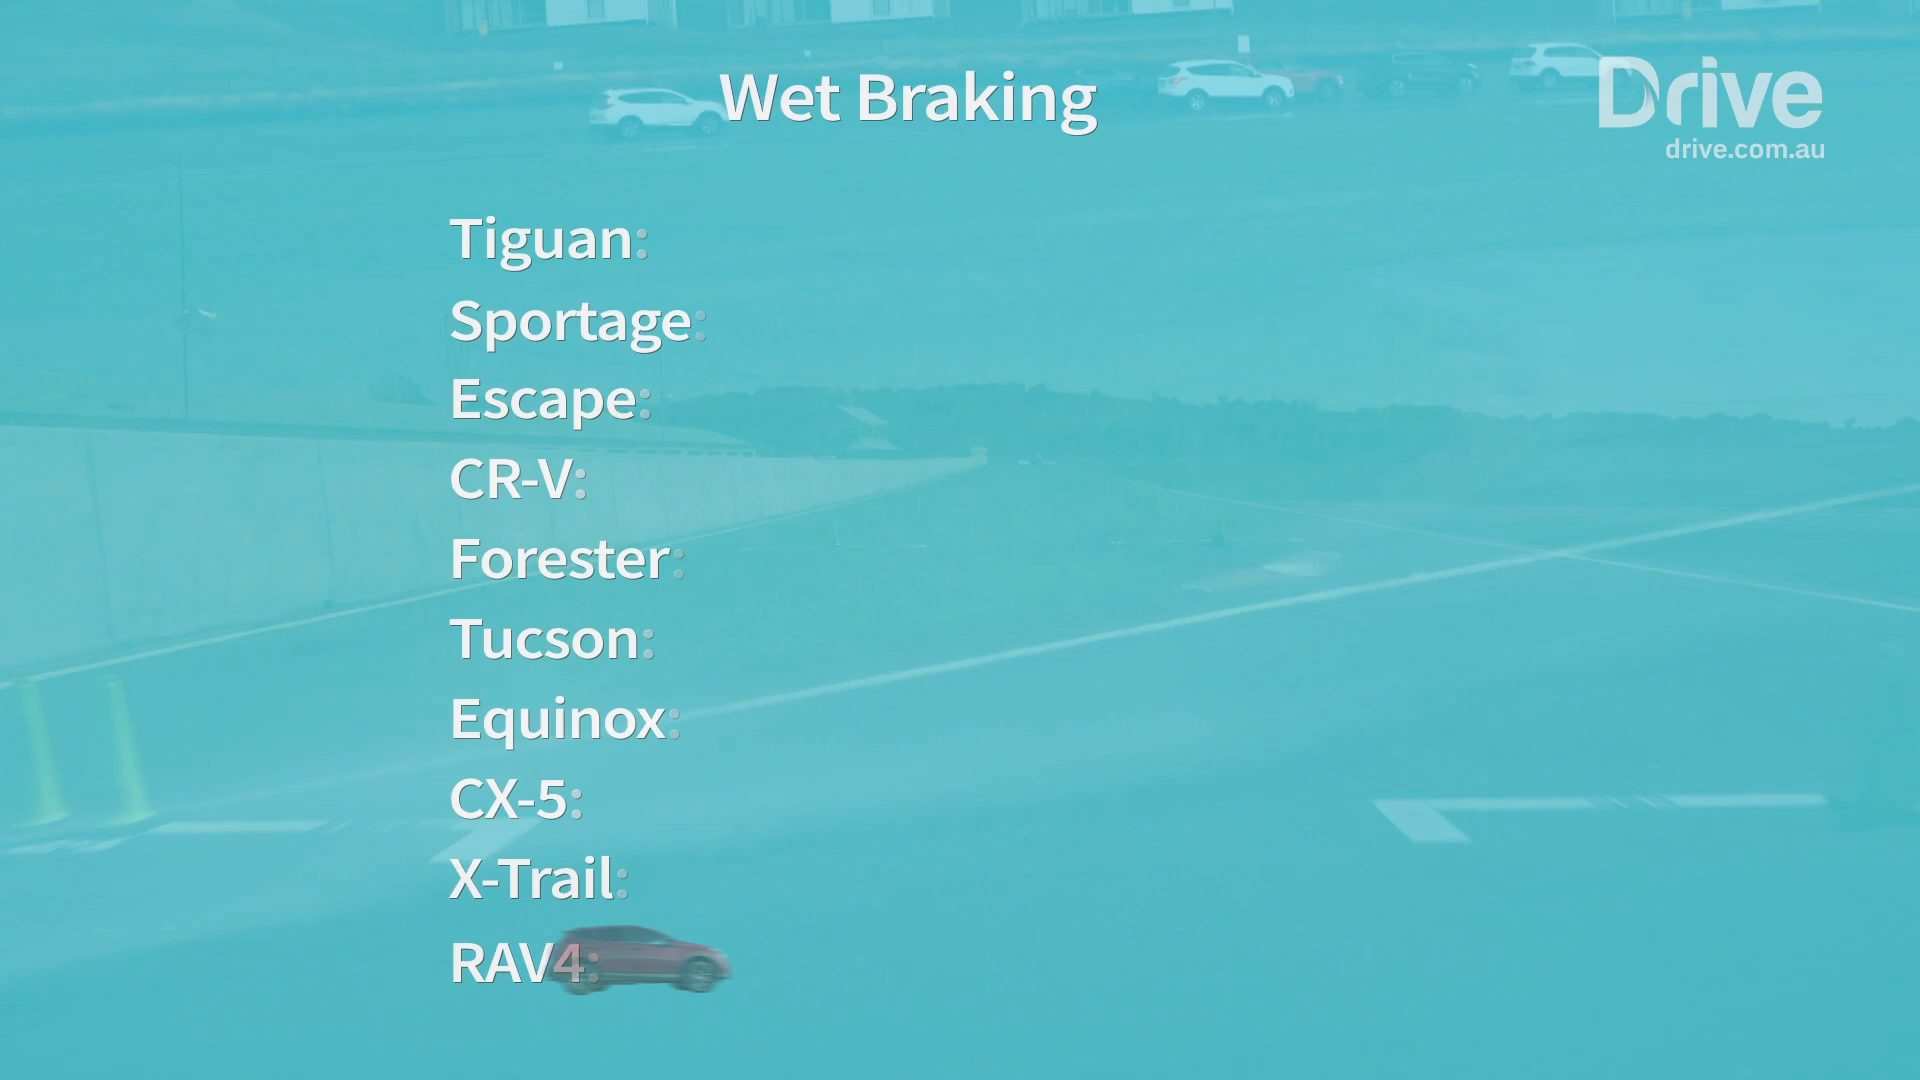 Wet Braking
Drive
drive.com.au
Tiguan:
Sportage:
Escape:
CR-V:
Forester:
Tucson:
Equinox:
CX-5:
X-Trail:
RAV4: